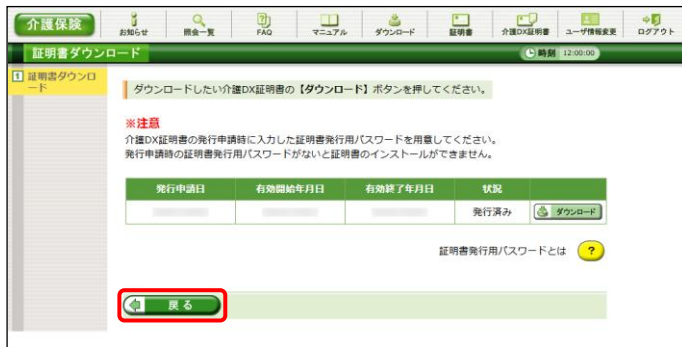 介護保険
お知らせ
照会一覧
FAQ
マニュアル
ダウンロード
証明書
介護DX証明書
ユーザ情報変更
ログアウト
証明書ダウンロード
時刻 12:00:00
1 証明書ダウンロ
ード
ダウンロードしたい介護DX証明書の【ダウンロード】ボタンを押してください。
※注意
介護DX証明書の発行申請時に入力した証明書発行用パスワードを用意してください。
発行申請時の証明書発行用パスワードがないと証明書のインストールができません。
発行申請日 有効開始年月日 有効終了年月日 状況
発行済み ダウンロード
証明書発行用パスワードとは ?
戻る